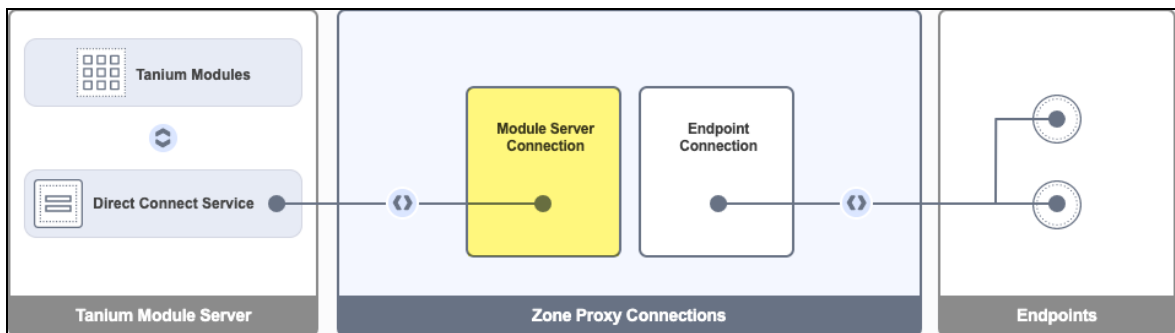 Tanium Modules
Direct Connect Service
Tanium Module Server
Module Server
Connection
Endpoint
Connection
Zone Proxy Connections
Endpoints